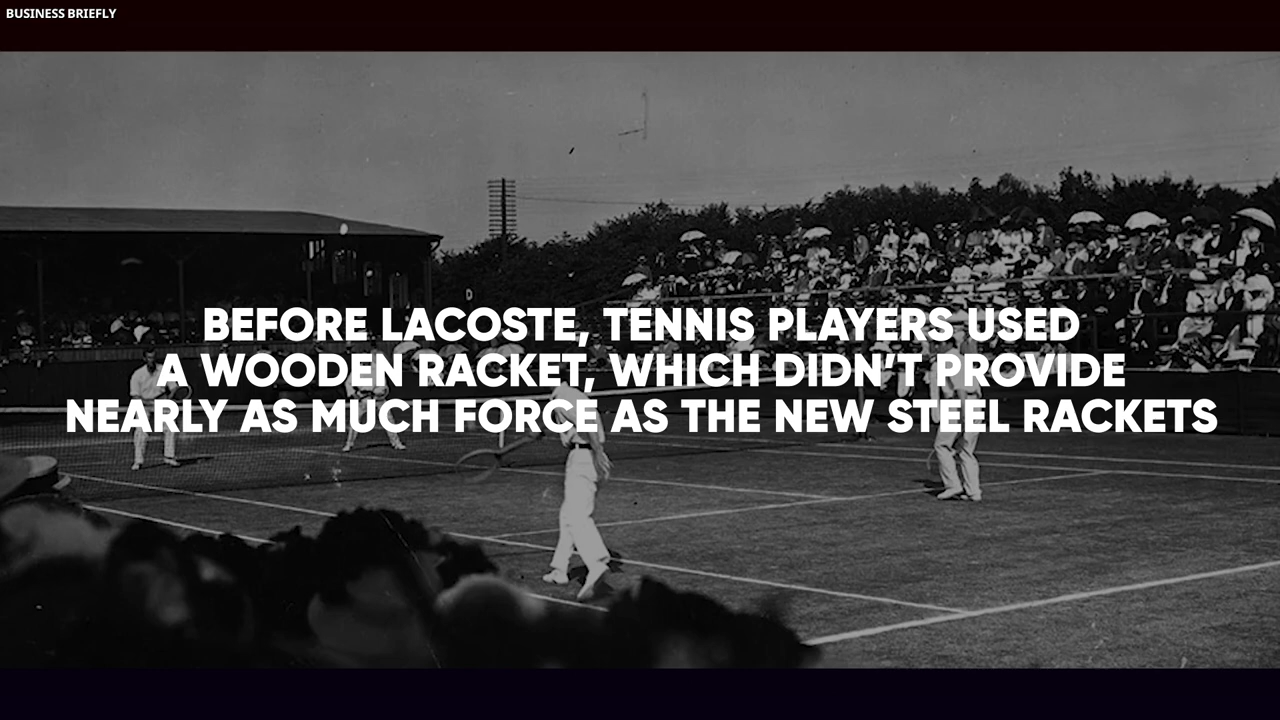 BUSINESS BRIEFLY
BEFORE LACOSTE, TENNIS PLAYERS USED
A WOODEN RACKET, WHICH DIDN’T PROVIDE
NEARLY AS MUCH FORCE AS THE NEW STEEL RACKETS